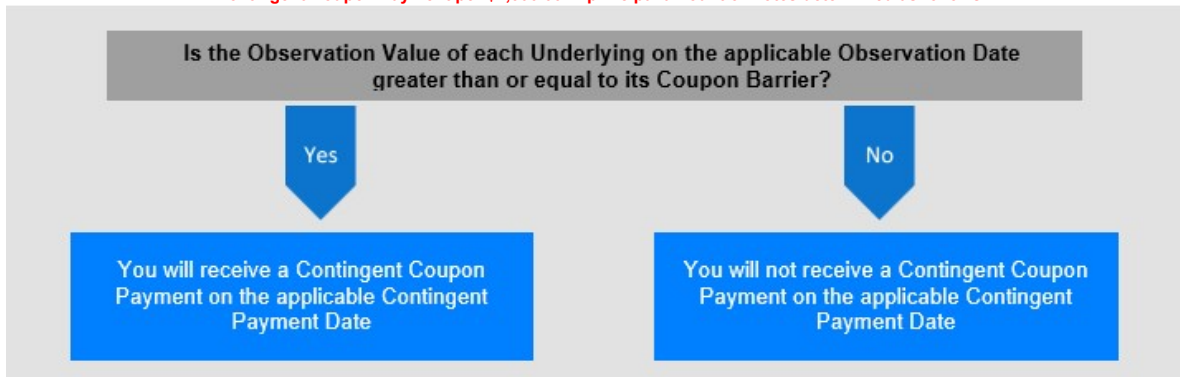 Is the Observation Value of each Underlying on the applicable Observation Date
greater than or equal to its Coupon Barrier?
Yes
No
You will receive a Contingent Coupon
Payment on the applicable Contingent
Payment Date
You will not receive a Contingent Coupon
Payment on the applicable Contingent
Payment Date